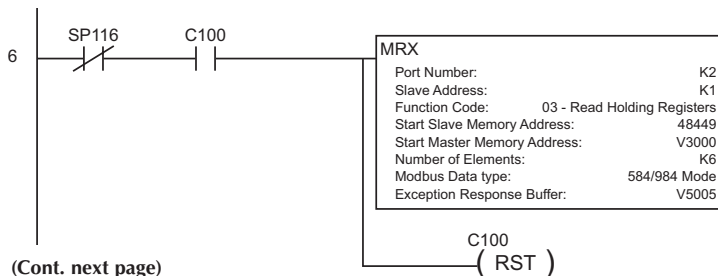 SP116 C100
6
MRX
Port Number: K2
Slave Address: K1
Function Code: 03 - Read Holding Registers
Start Slave Memory Address: 48449
Start Master Memory Address: V3000
Number of Elements: K6
Modbus Data type: 584/984 Mode
Exception Response Buffer: V5005
C100
( RST )
(Cont. next page)